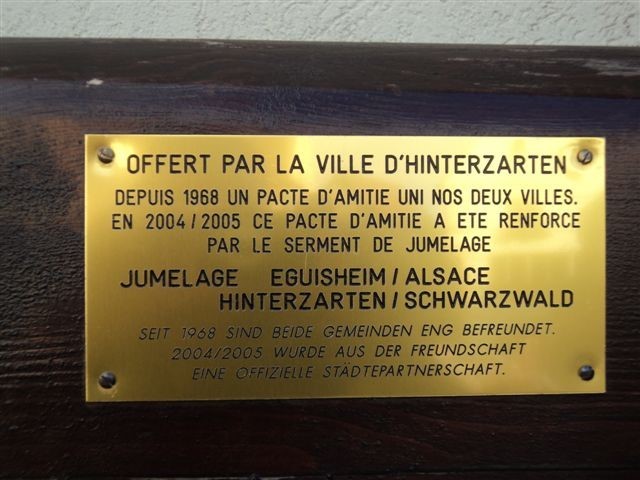 OFFERT PAR LA VILLE D'HINTERZARTEN
DEPUIS 1968 UN PACTE D'AMITIE UNI NOS DEUX VILLES.
EN 2004/2005 CE PACTE D'AMITIE A ETE RENFORCE
PAR LE SERMENT DE JUMELAGE
JUMELAGE EGUISHEIM/ALSACE
HINTERZARTEN/SCHWARZWALD
SEIT 1968 SIND BEIDE GEMEINDEN ENG BEFREUNDET.
2004/2005 WURDE AUS DER FREUNDSCHAFT
EINE OFFIZIELLE STÄDTEPARTNERSCHAFT.